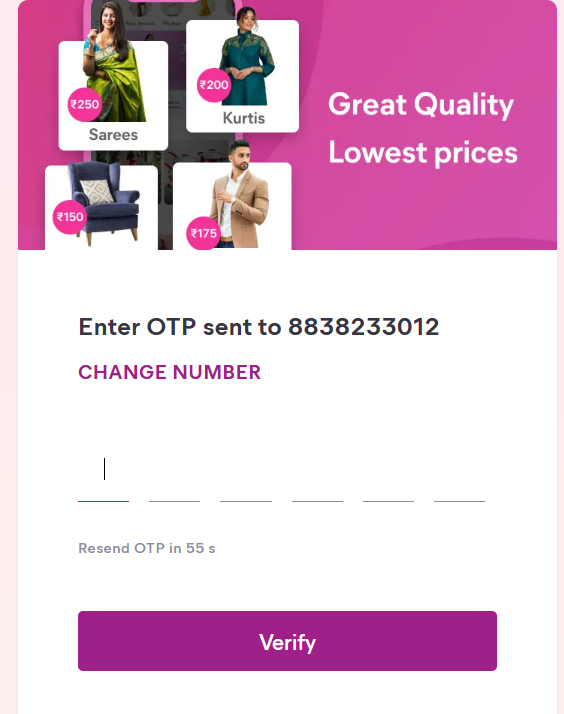 ₹250
Sarees
₹200
Kurtis
Great Quality
Lowest prices
₹150
₹175
Enter OTP sent to 8838233012
CHANGE NUMBER
Resend OTP in 55 s
Verify